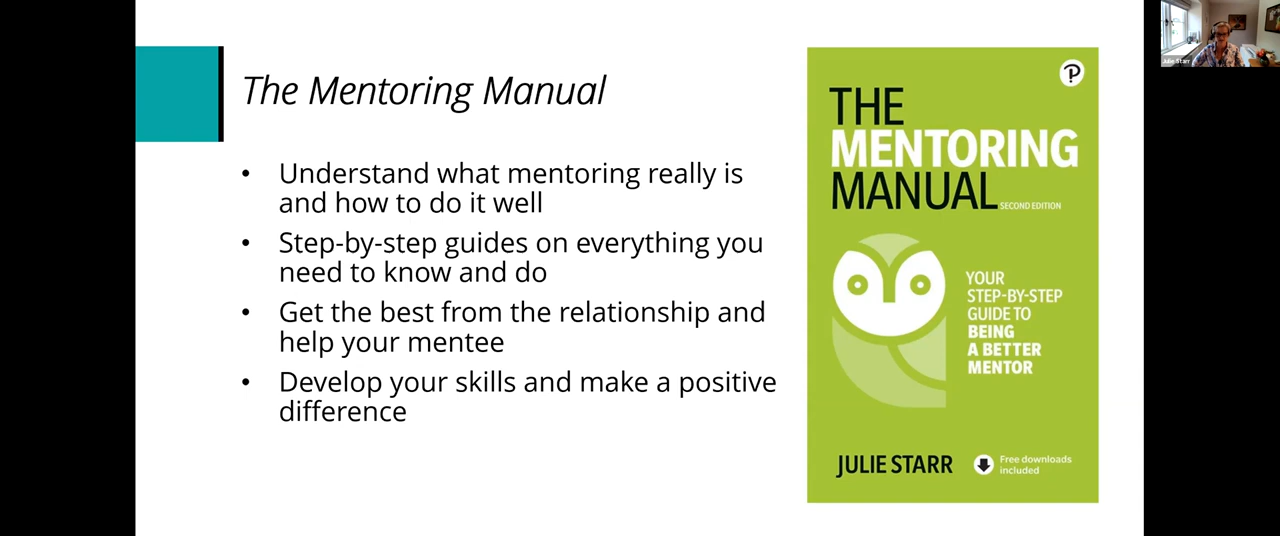 The Mentoring Manual
• Understand what mentoring really is
and how to do it well
• Step-by-step guides on everything you
need to know and do
• Get the best from the relationship and
help your mentee
• Develop your skills and make a positive
difference
THE
MENTORING
MANUAL SECOND EDITION
YOUR
STEP-BY-STEP
GUIDE TO
BEING
A BETTER
MENTOR
JULIE STARR
Free downloads
included
Julie Starr